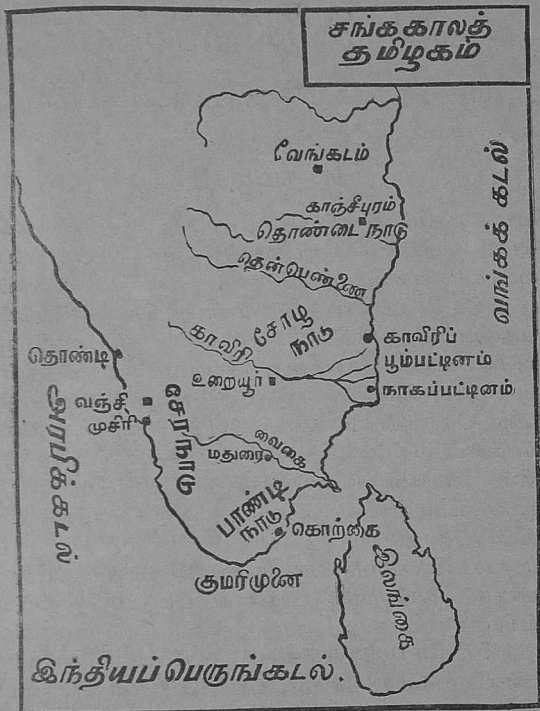 சங்ககாலத்
தமிழகம்
வேங்கடம்
வங்கக் கடல்
காஞ்சீபுரம்
தொண்டை நாடு
தென்பெண்ணை
சோழ
நாடு
காவிரி
காவிரிப்
பூம்பட்டினம்
தொண்டி
உறையூர்
நாகப்பட்டினம்
வஞ்சி
முசிறி
சேரநாடு
அரபிக்கடல்
வைகை
மதுரை
பாண்டி
நாடு
கொற்கை
குமரிமுனை
இலங்கை
இந்தியப்பெருங்கடல்.